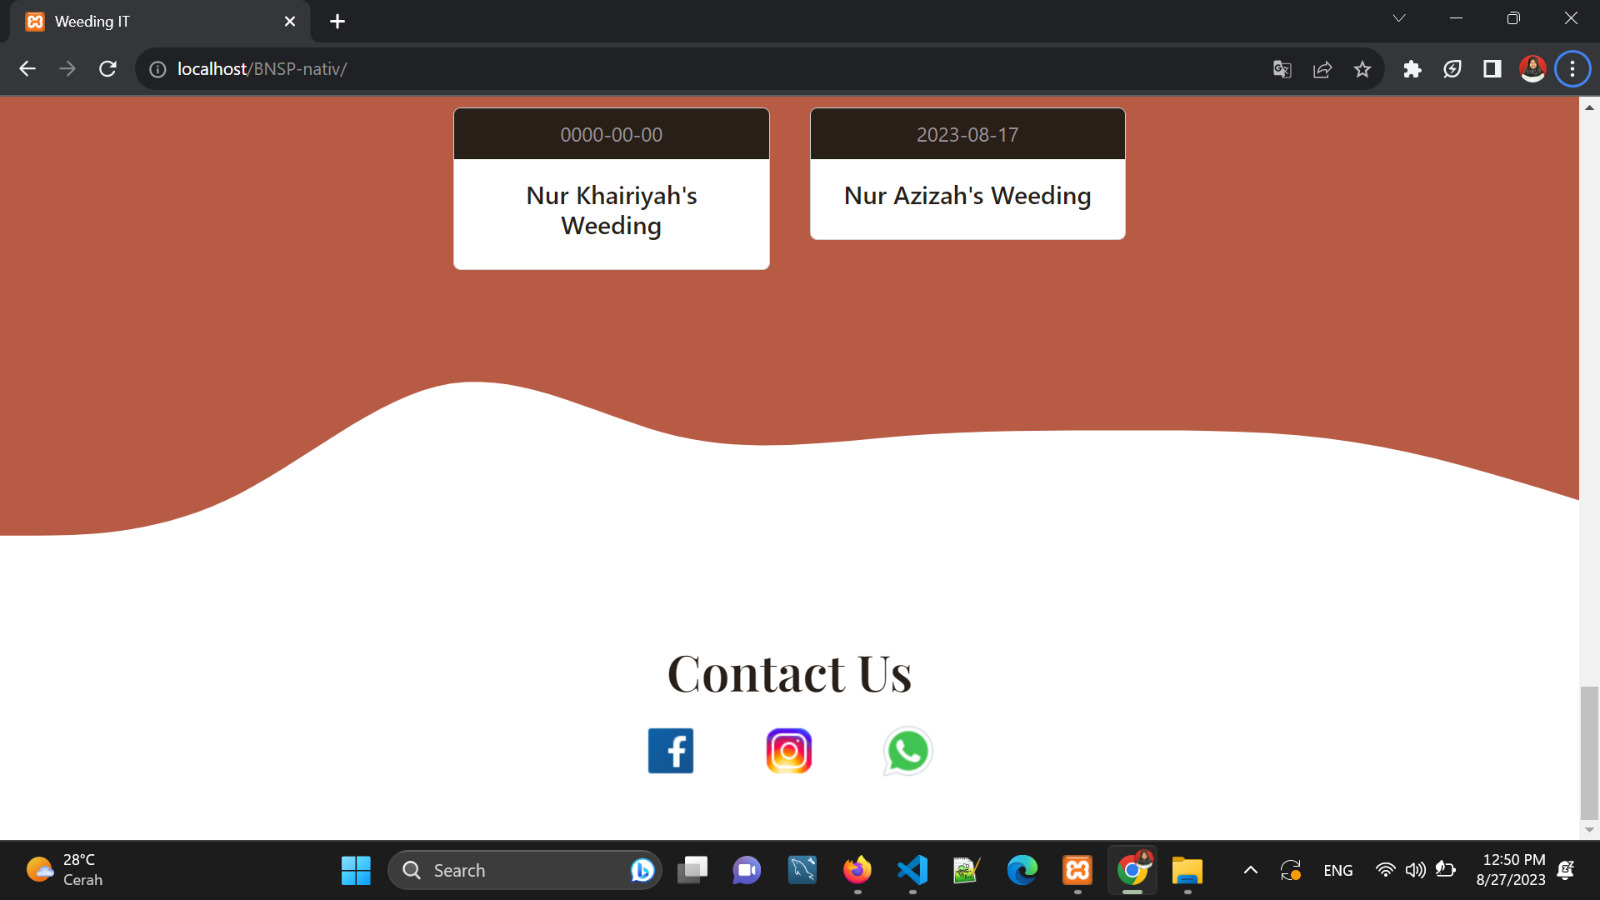 Weeding IT
localhost/BNSP-nativ/
0000-00-00
2023-08-17
Nur Khairiyah's
Weeding
Nur Azizah's Weeding
Contact Us
28°C
Cerah
Search
ENG
12:50 PM
8/27/2023